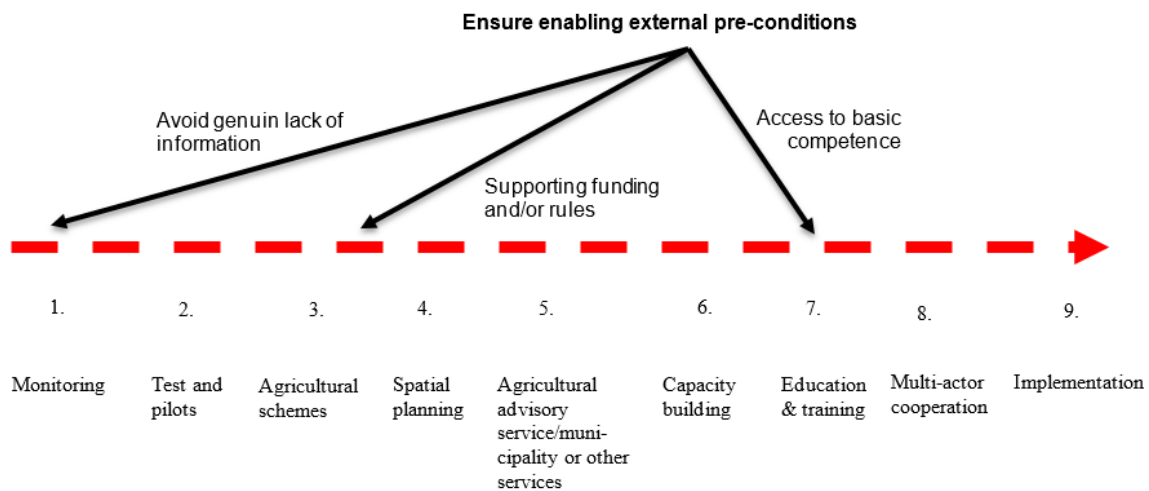 Ensure enabling external pre-conditions
Avoid genuin lack of
information
Access to basic
competence
Supporting funding
and/or rules
1.
2.
3.
4.
5.
6.
7.
8.
9.
Monitoring
Test and
pilots
Agricultural
schemes
Spatial
planning
Agricultural
advisory
service/muni-
cipality or other
services
Capacity
building
Education
& training
Multi-actor
cooperation
Implementation